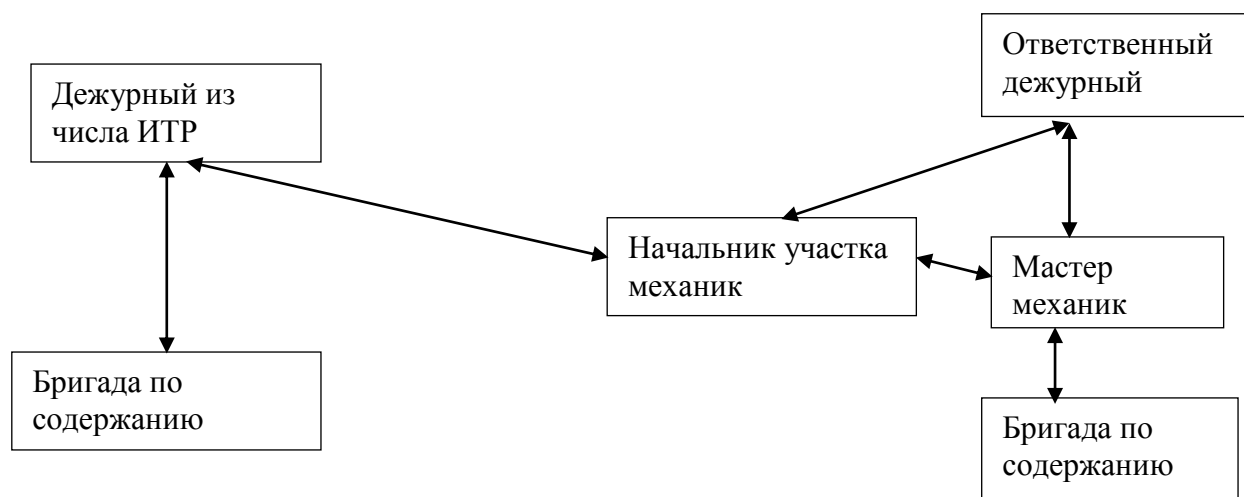 Ответственный
дежурный
Дежурный из
числа ИТР
Начальник участка
механик
Мастер
механик
Бригада по
содержанию
Бригада по
содержанию